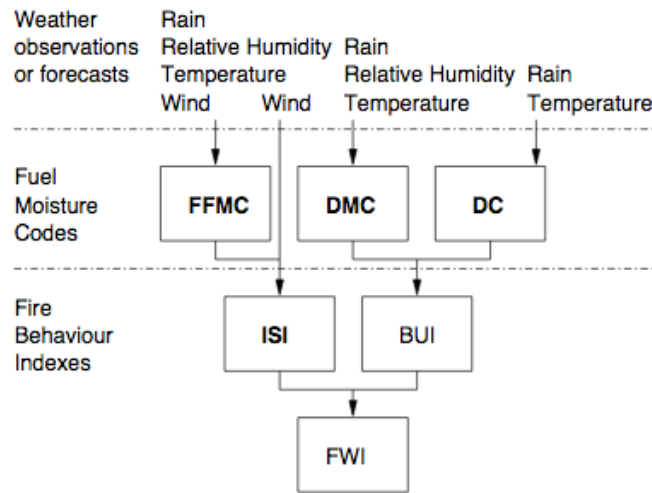 Weather
observations
or forecasts
Rain
Relative Humidity
Temperature
Wind
Wind
Rain
Relative Humidity
Temperature
Rain
Temperature
Fuel
Moisture
Codes
FFMC
DMC
DC
Fire
Behaviour
Indexes
ISI
BUI
FWI